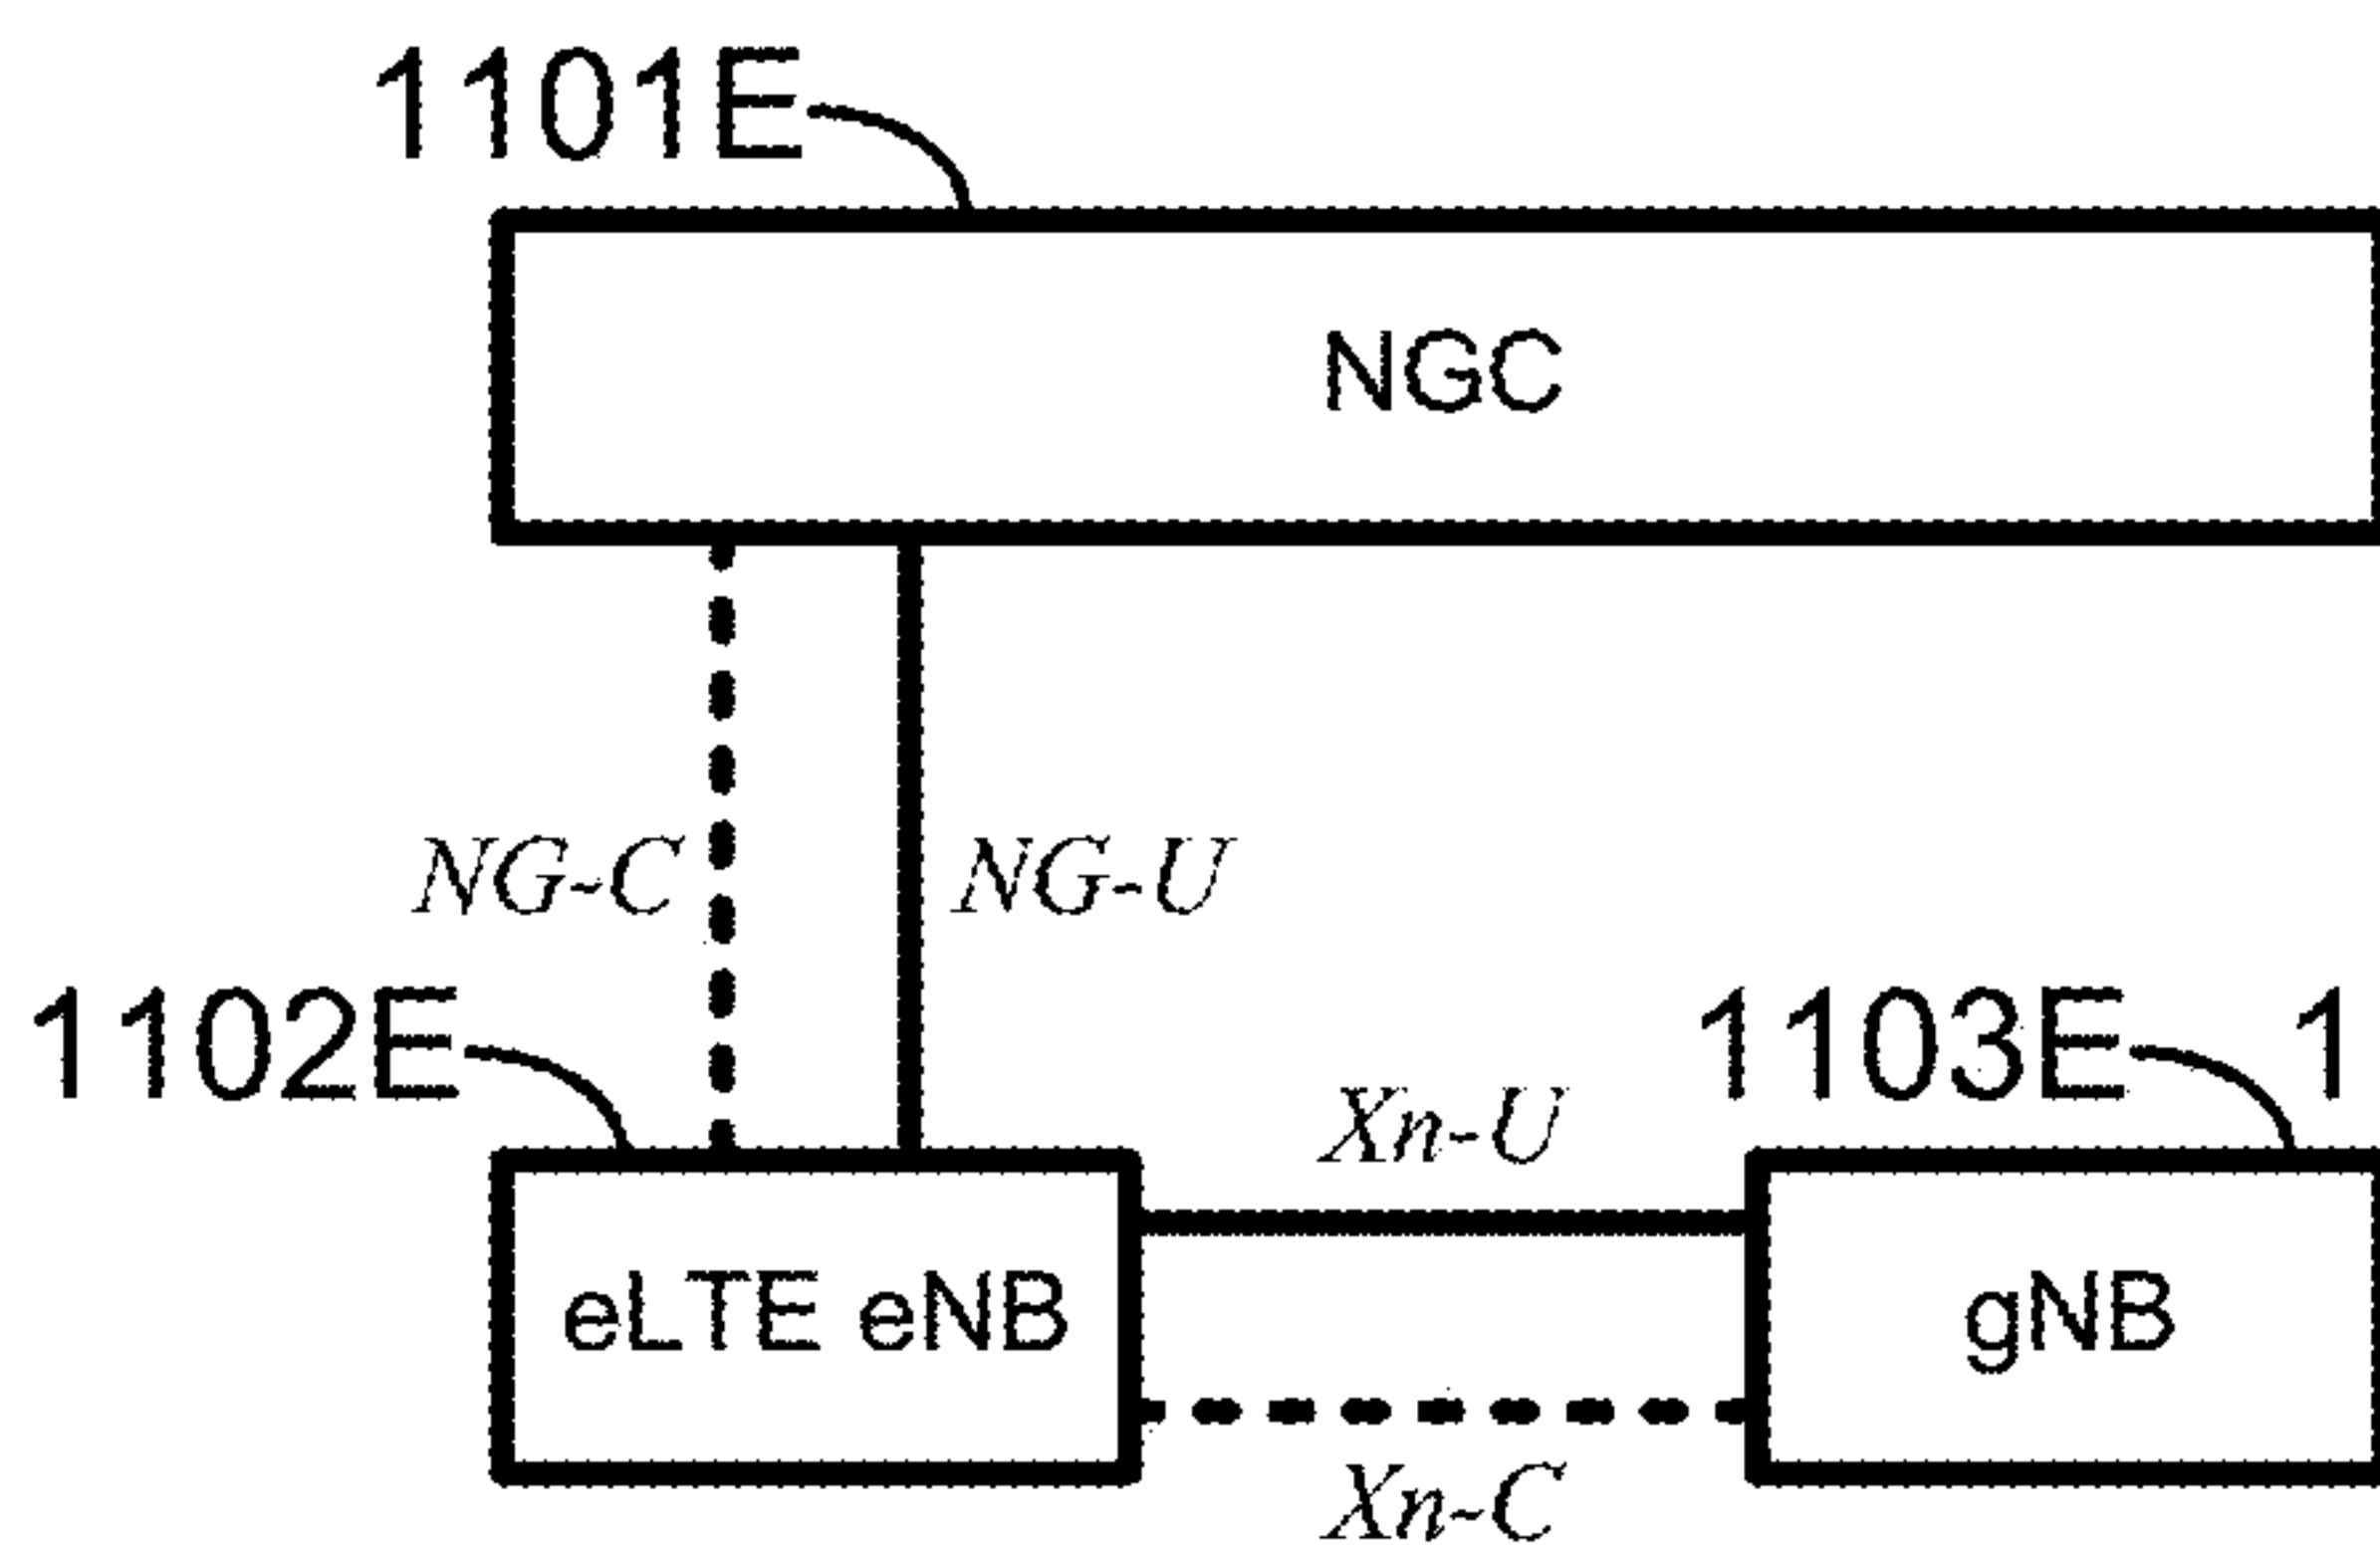 1101E
NGC
NG-C NG-U
1102E 1103E 1
Xn-U
eLTE eNB gNB
Xn-C